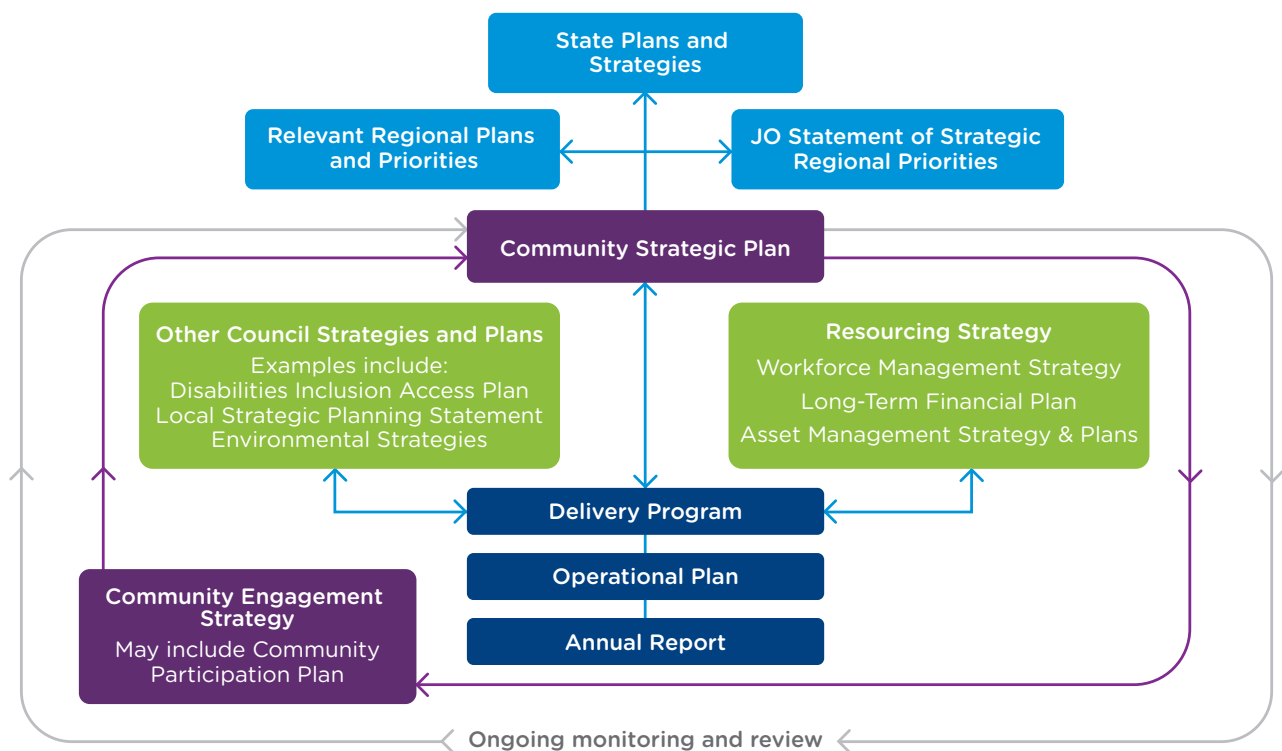 State Plans and
Strategies
Relevant Regional Plans
and Priorities
JO Statement of Strategic
Regional Priorities
Community Strategic Plan
Other Council Strategies and Plans
Examples include:
Disabilities Inclusion Access Plan
Local Strategic Planning Statement
Environmental Strategies
Resourcing Strategy
Workforce Management Strategy
Long-Term Financial Plan
Asset Management Strategy & Plans
Delivery Program
Operational Plan
Annual Report
Community Engagement
Strategy
May include Community
Participation Plan
Ongoing monitoring and review